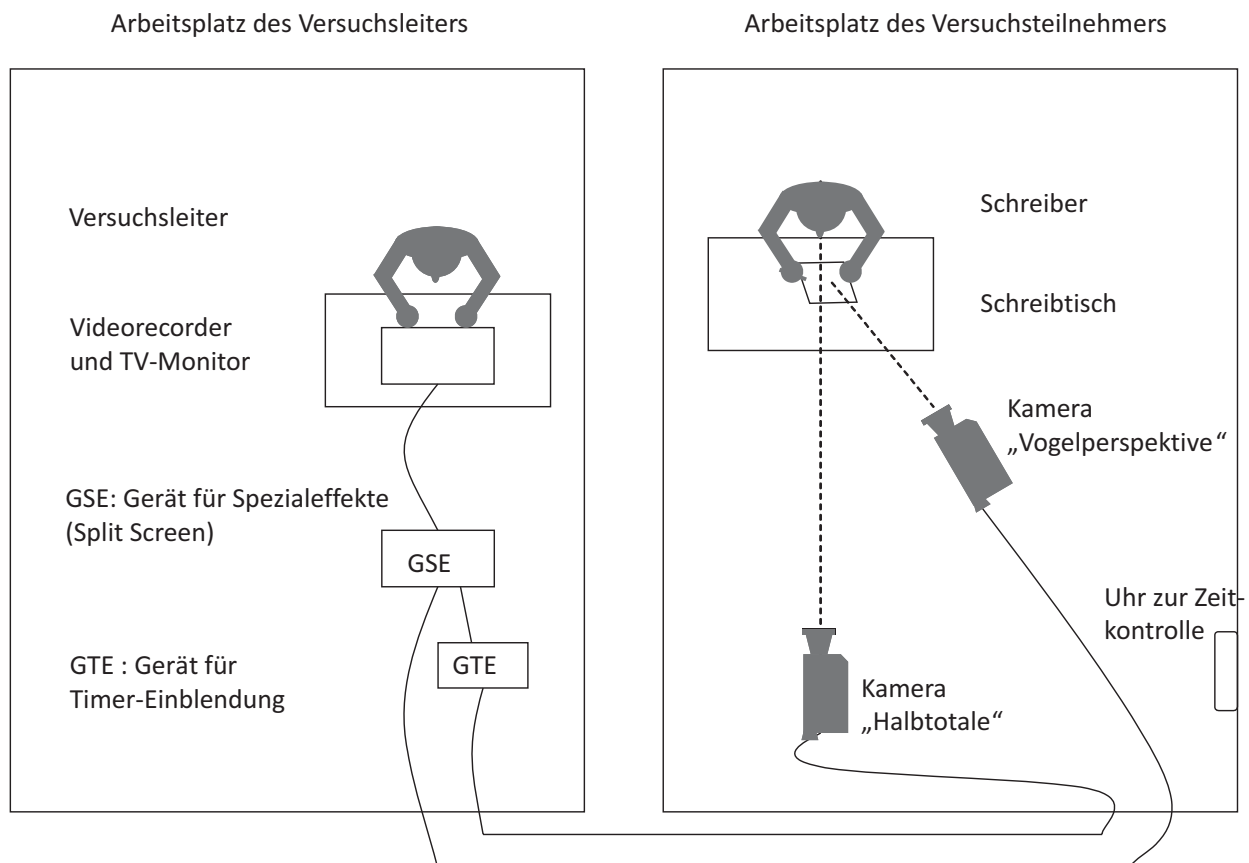 Arbeitsplatz des Versuchsleiters
Arbeitsplatz des Versuchsteilnehmers
Versuchsleiter
Videorecorder
und TV-Monitor
GSE: Gerät für Spezialeffekte
(Split Screen)
GSE
GTE : Gerät für
Timer-Einblendung
GTE
Schreiber
Schreibtisch
Kamera
„Vogelperspektive“
Uhr zur Zeit-
kontrolle
Kamera
„Halbtotale“